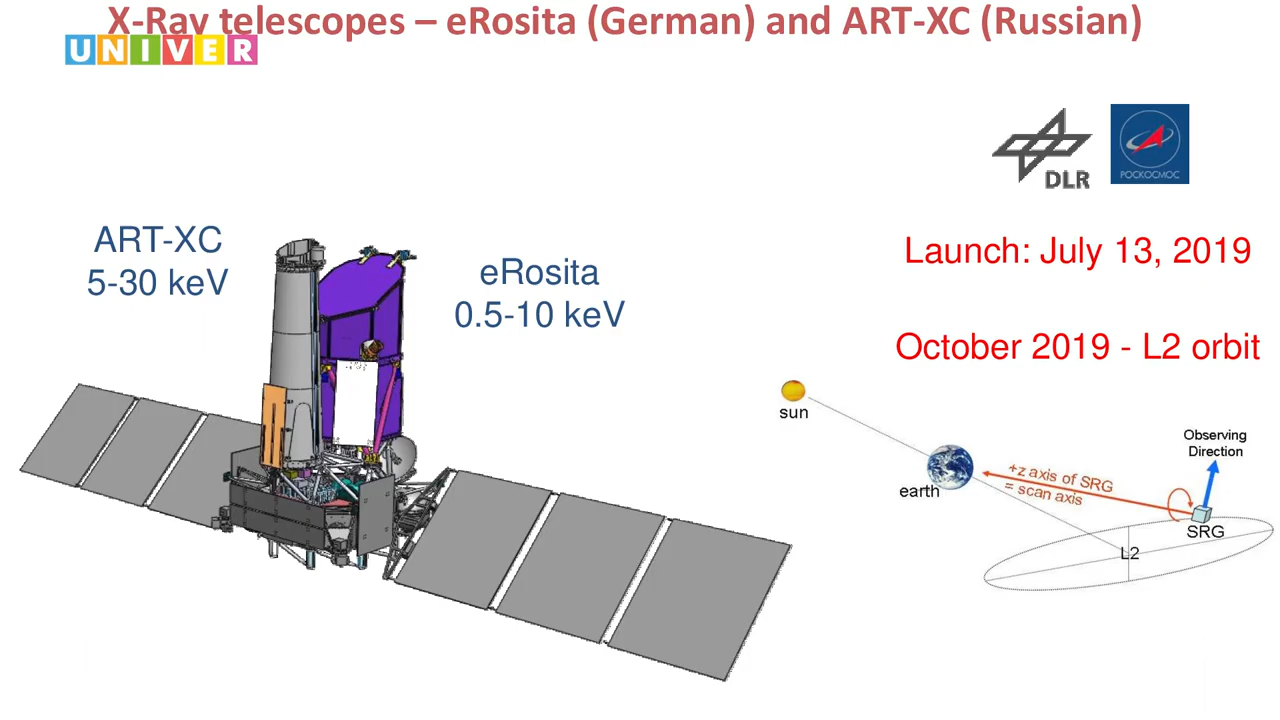 X-Ray telescopes – eRosita (German) and ART-XC (Russian)
UNIVER
DLR
РОСКОСМОС
ART-XC
5-30 keV
eRosita
0.5-10 keV
Launch: July 13, 2019
October 2019 - L2 orbit
sun
earth
+z axis of SRG
= scan axis
Observing
Direction
SRG
L2